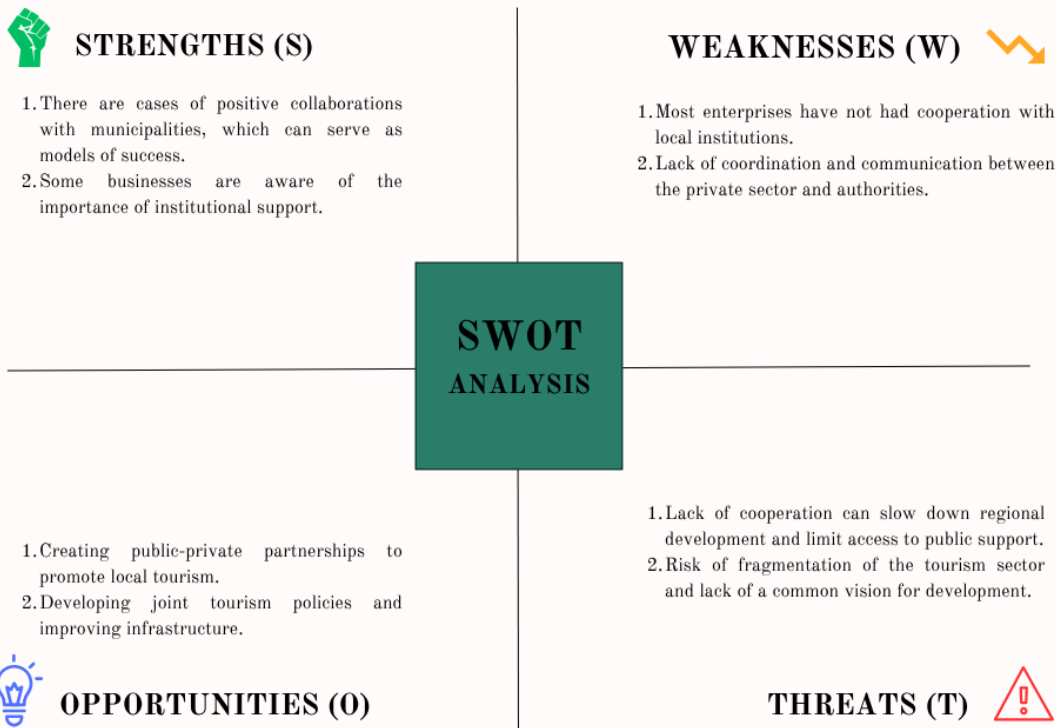 STRENGTHS (S)
1. There are cases of positive collaborations
with municipalities, which can serve as
models of success.
2. Some businesses are aware of the
importance of institutional support.
WEAKNESSES (W)
1. Most enterprises have not had cooperation with
local institutions.
2. Lack of coordination and communication between
the private sector and authorities.
SWOT
ANALYSIS
1. Creating public-private partnerships to
promote local tourism.
2. Developing joint tourism policies and
improving infrastructure.
OPPORTUNITIES (O)
1. Lack of cooperation can slow down regional
development and limit access to public support.
2. Risk of fragmentation of the tourism sector
and lack of a common vision for development.
THREATS (T)